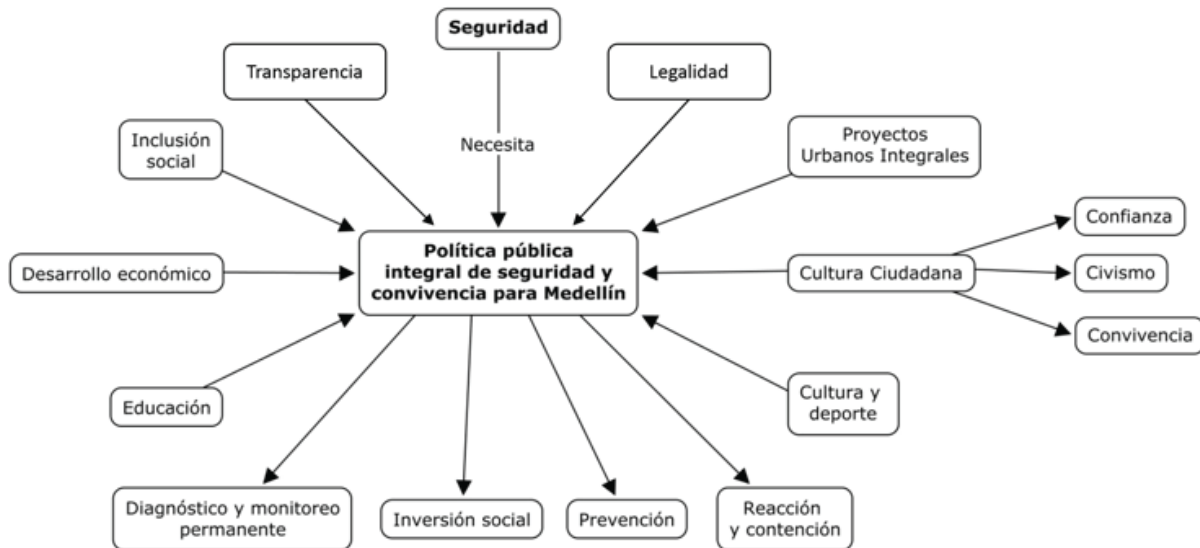 Seguridad
Transparencia
Legalidad
Necesita
Inclusión
social
Proyectos
Urbanos Integrales
Confianza
Desarrollo económico
Política pública
integral de seguridad y
convivencia para Medellín
Cultura Ciudadana
Civismo
Convivencia
Educación
Cultura y
deporte
Diagnóstico y monitoreo
permanente
Inversión social
Prevención
Reacción
y contención